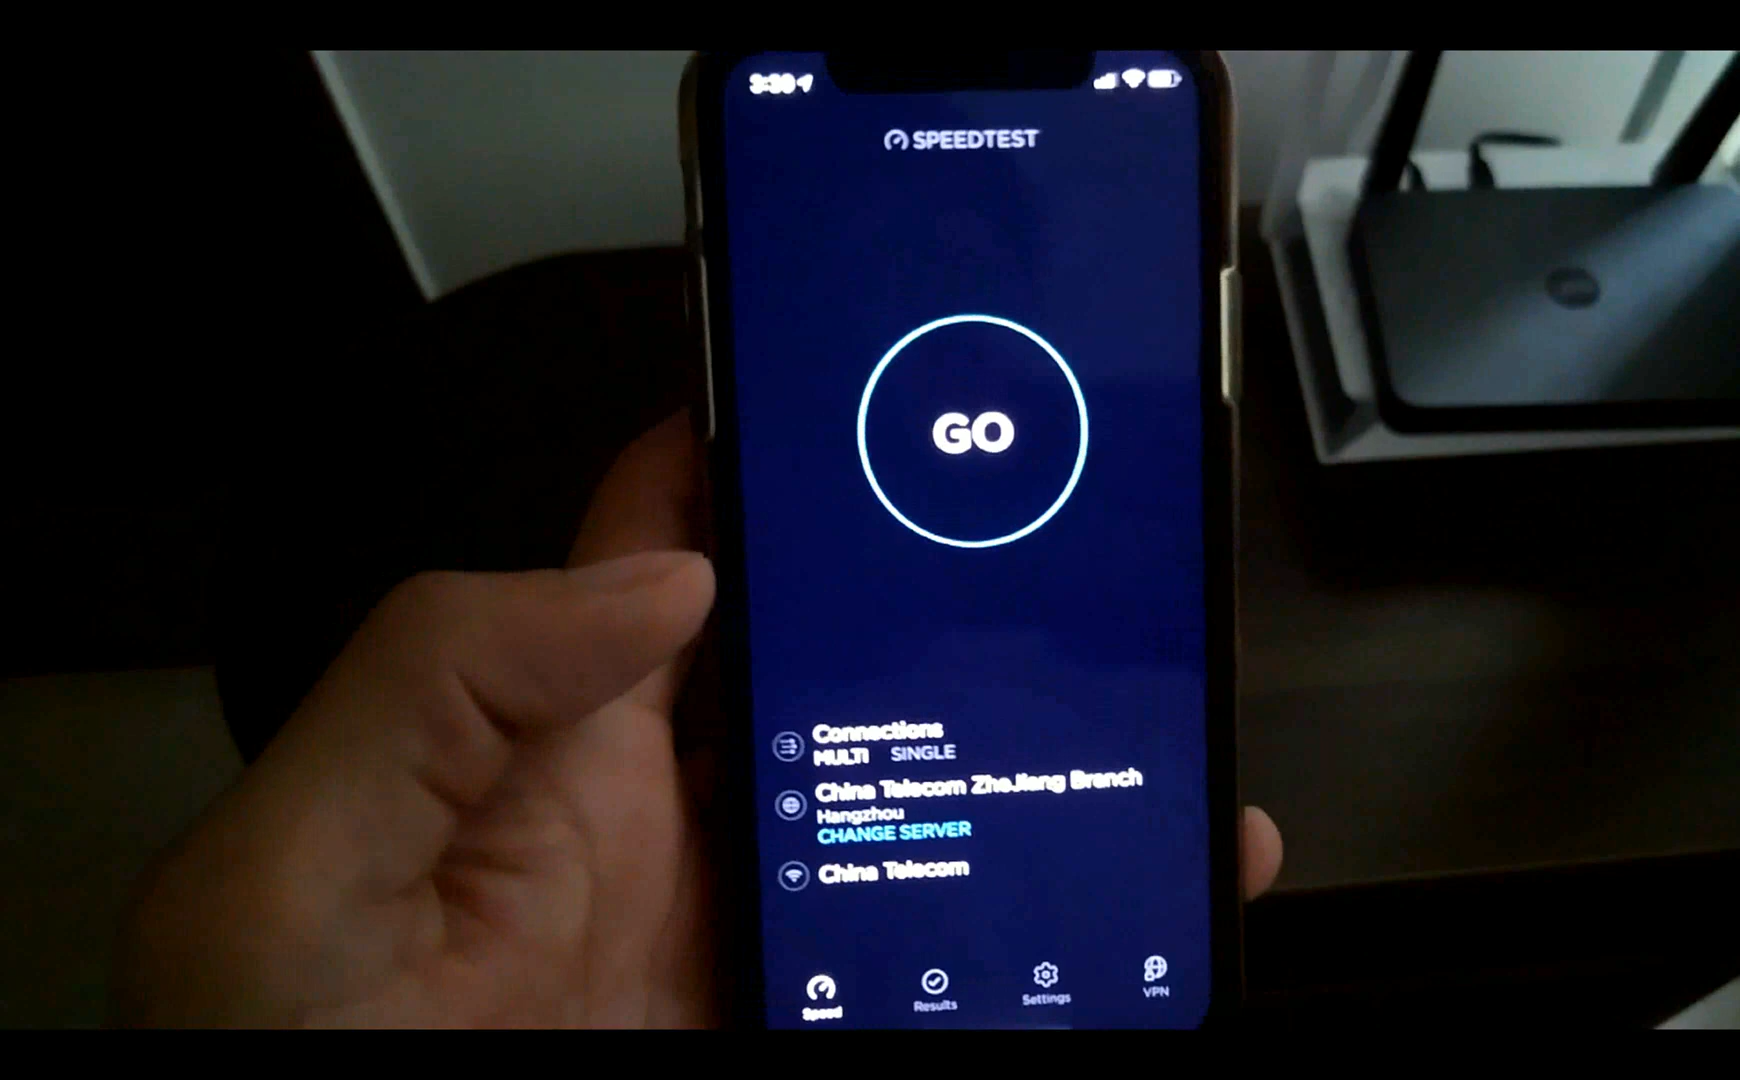 SPEEDTEST
GO
Connections
MULTI SINGLE
China Telecom ZheJiang Branch
Hangzhou
CHANGE SERVER
China Telecom
Speed Results Settings VPN